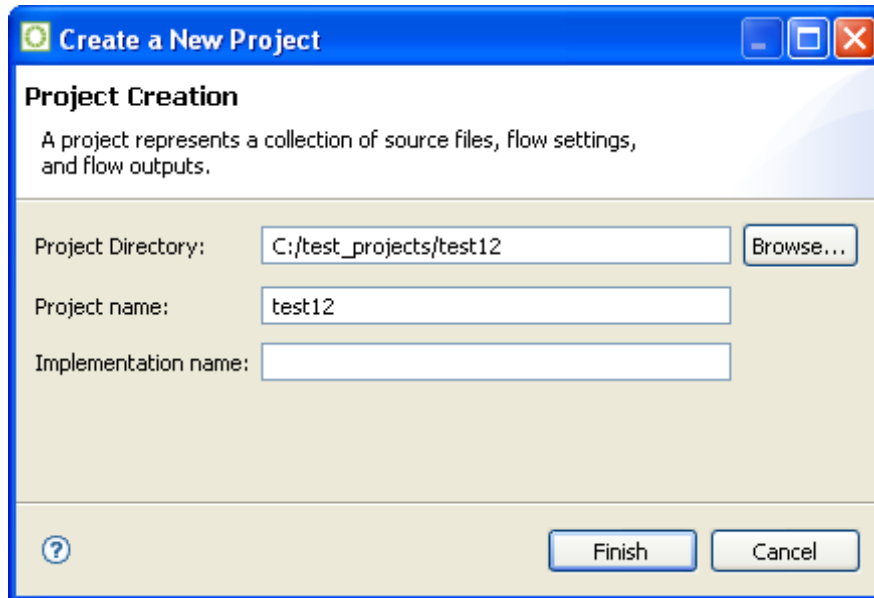 Create a New Project
Project Creation
A project represents a collection of source files, flow settings,
and flow outputs.
Project Directory: C:/test_projects/test12 Browse...
Project name: test12
Implementation name:
? Finish Cancel